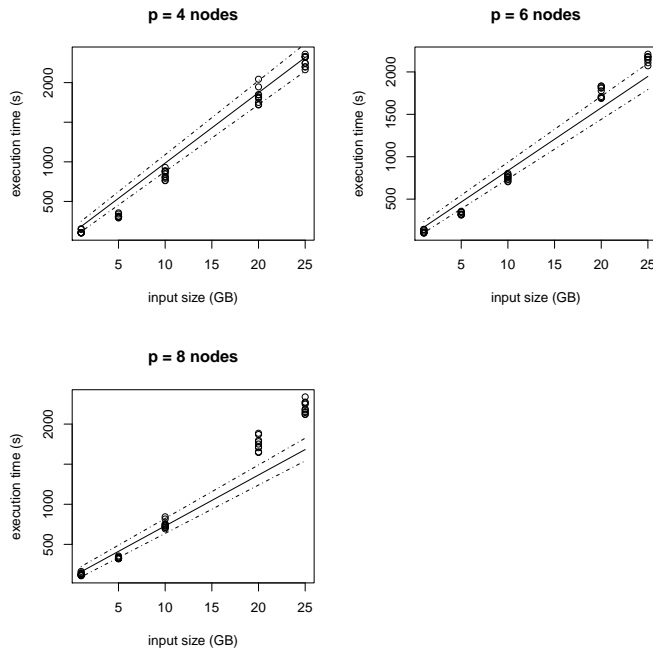 p = 4 nodes
execution time (s)
500
1000
2000
5
10
15
20
25
input size (GB)
p = 6 nodes
execution time (s)
500
1000
1500
2000
5
10
15
20
25
input size (GB)
p = 8 nodes
execution time (s)
500
1000
2000
5
10
15
20
25
input size (GB)